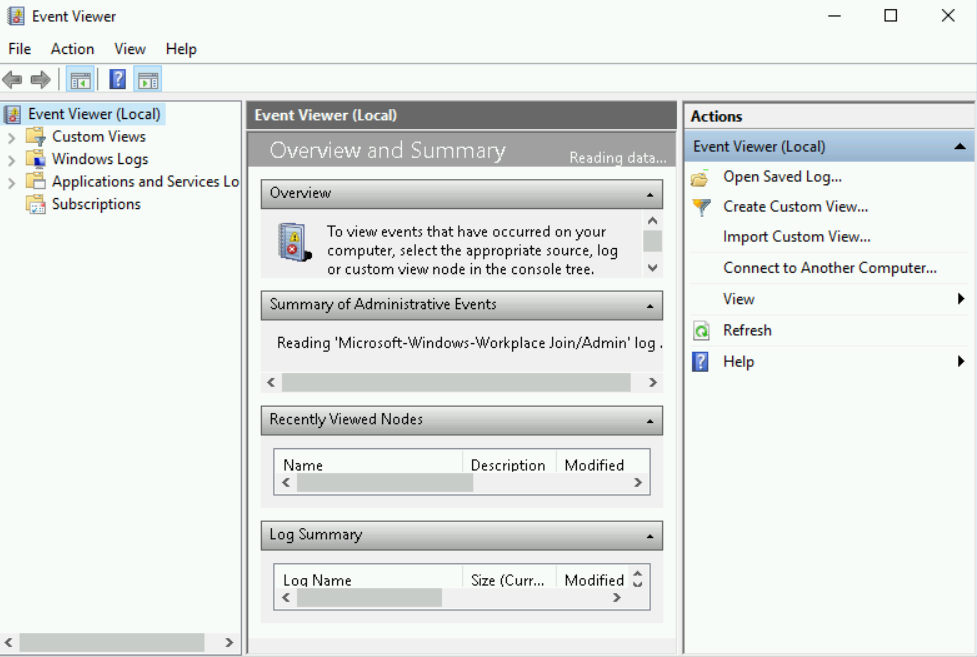 Event Viewer
File Action View Help
Event Viewer (Local)
Custom Views
Windows Logs
Applications and Services Lo
Subscriptions
Event Viewer (Local)
Overview and Summary
Reading data...
Overview
To view events that have occurred on your
computer, select the appropriate source, log
or custom view node in the console tree.
Summary of Administrative Events
Reading 'Microsoft-Windows-Workplace Join/Admin' log .
Recently Viewed Nodes
Name Description Modified
Log Summary
Log Name Size (Curr... Modified
Actions
Event Viewer (Local)
Open Saved Log...
Create Custom View...
Import Custom View...
Connect to Another Computer...
View
Refresh
Help